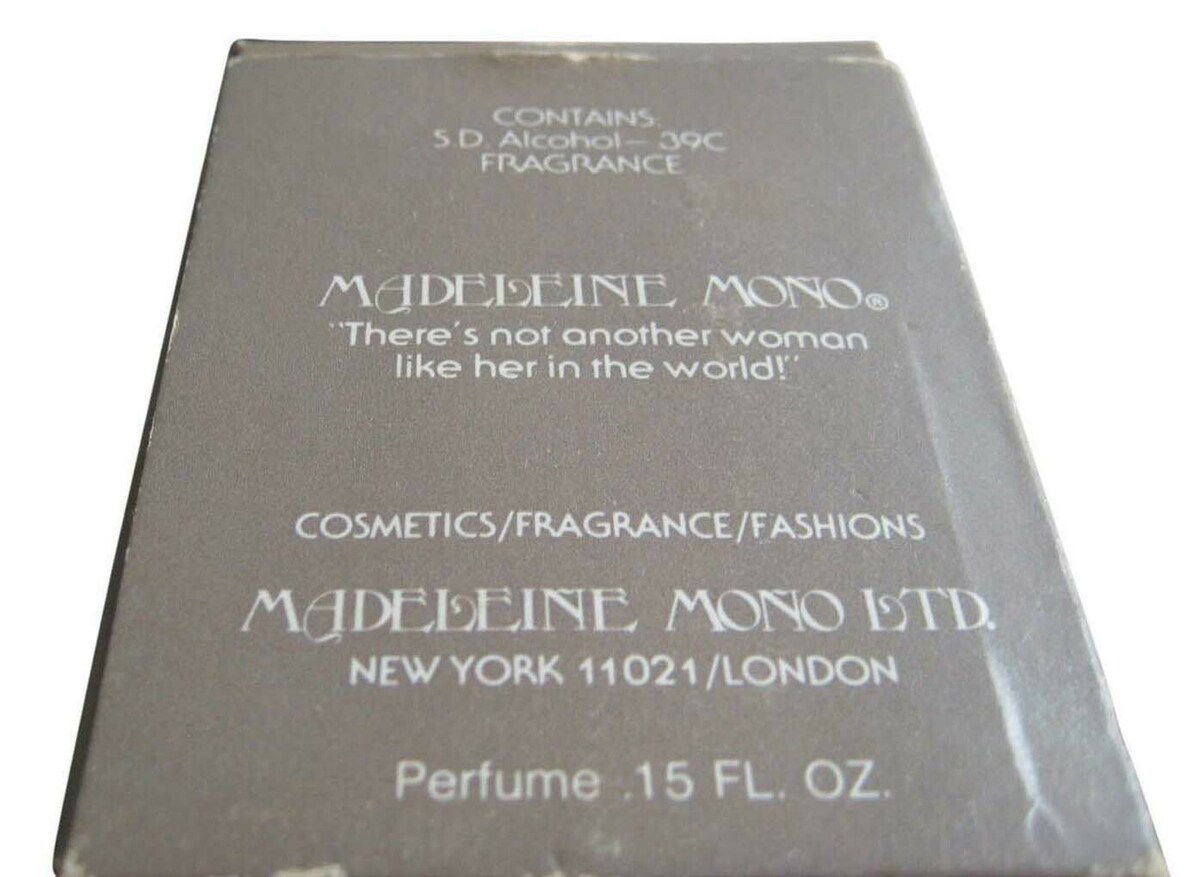 CONTAINS.
S.D. Alcohol — 39C
FRAGRANCE
MADELEINE MONO®
"There's not another woman
like her in the world!"
COSMETICS/FRAGRANCE/FASHIONS
MADELEINE MONO LTD.
NEW YORK 11021/LONDON
Perfume .15 FL. OZ.